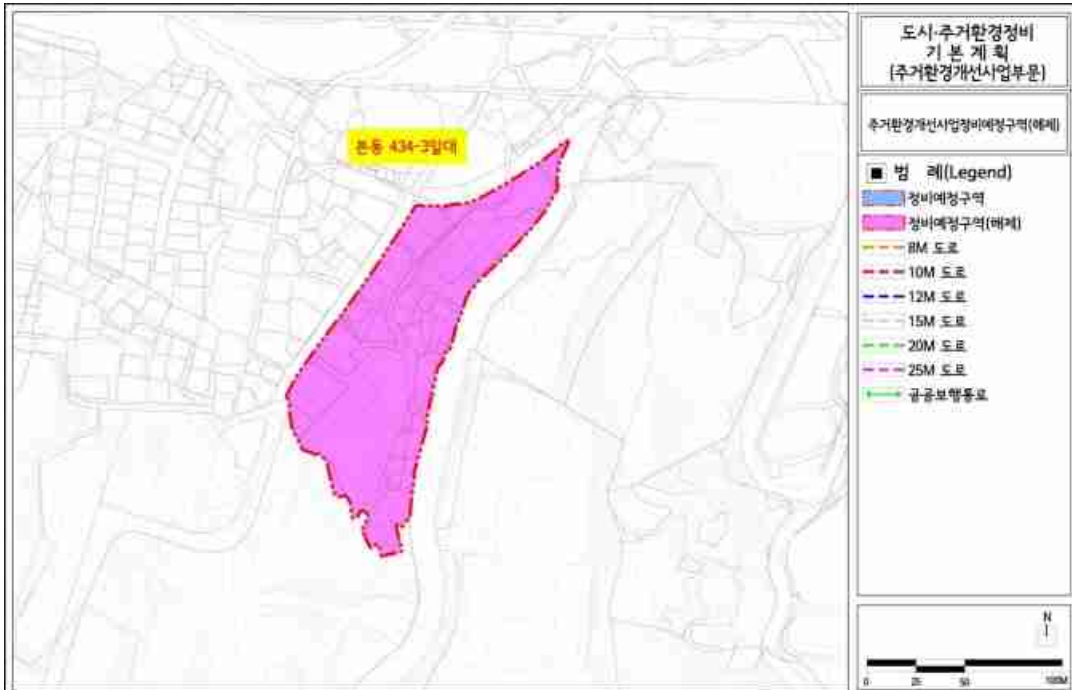 도시·주거환경정비
기 본 계 획
(주거환경개선사업부문)
주거환경개선사업정비예정구역(해제)
본동 434-3일대
■ 범 례(Legend)
정비예정구역
정비예정구역(해제)
8M 도로
10M 도로
12M 도로
15M 도로
20M 도로
25M 도로
공공보행통로
N
0 25 50 100M